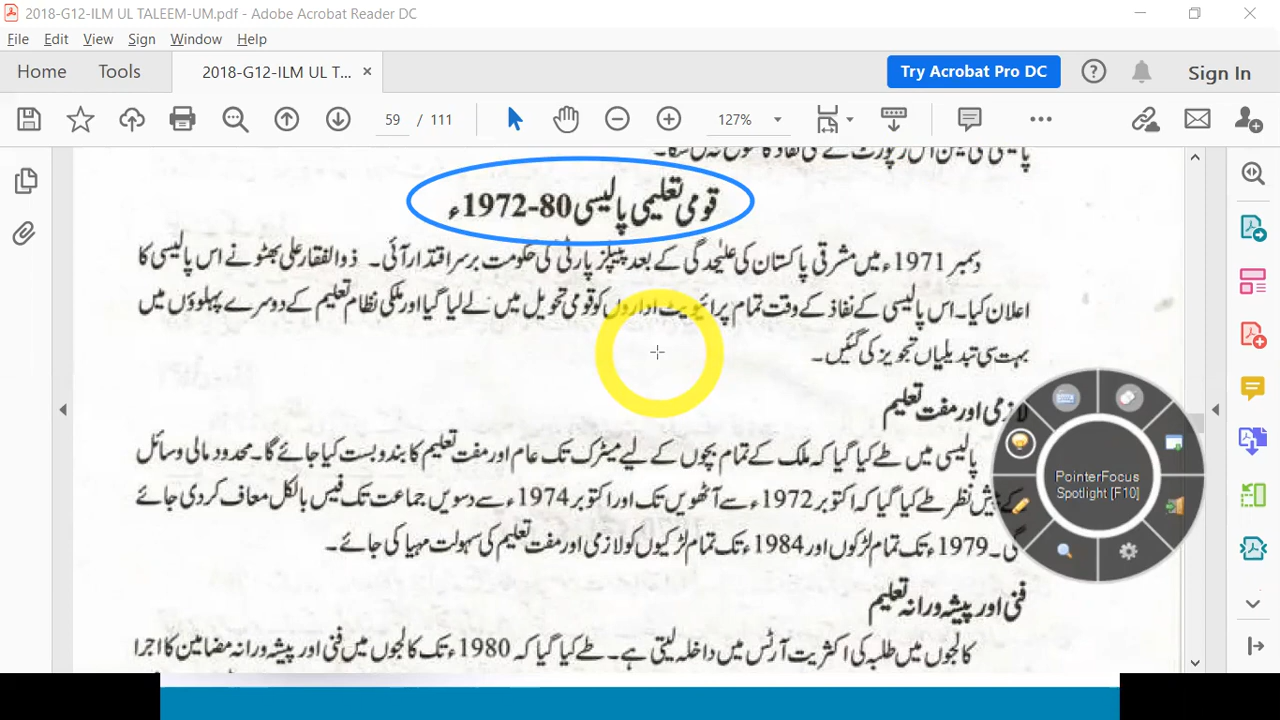 2018-G12-ILM UL TALEEM-UM.pdf - Adobe Acrobat Reader DC
File Edit View Sign Window Help
Home Tools 2018-G12-ILM UL T... × Try Acrobat Pro DC Sign In
59 / 111 127%
قومی تعلیمی پالیسی 80-1972ء
دسمبر 1971ء میں مشرقی پاکستان کی علیٰحدگی کے بعد پیپلز پارٹی کی حکومت برسر اقتدار آئی۔ ذوالفقار علی بھٹو نے اس پالیسی کا
اعلان کیا۔ اس پالیسی کے نفاذ کے وقت تمام پرائیویٹ اداروں کو قومی تحویل میں لے لیا گیا اور ملکی نظام تعلیم کے دوسرے پہلوؤں میں
بہت سی تبدیلیاں تجویز کی گئیں۔
لازمی اور مفت تعلیم
پالیسی میں طے کیا گیا کہ ملک کے تمام بچوں کے لیے میٹرک تک عام اور مفت تعلیم کا بندوبست کیا جائے گا۔ محدود مالی وسائل
کے پیش نظر طے کیا گیا کہ اکتوبر 1972ء سے آٹھویں تک اور اکتوبر 1974ء سے دسویں جماعت تک فیس بالکل معاف کر دی جائے
گی۔ 1979ء تک تمام لڑکوں اور 1984ء تک تمام لڑکیوں کو لازمی اور مفت تعلیم کی سہولت مہیا کی جائے۔
فنی اور پیشہ ورانہ تعلیم
کالجوں میں طلبہ کی اکثریت آرٹس میں داخلہ لیتی ہے۔ طے کیا گیا کہ 1980ء تک کالجوں میں فنی اور پیشہ ورانہ مضامین کا اجرا
PointerFocus
Spotlight [F10]